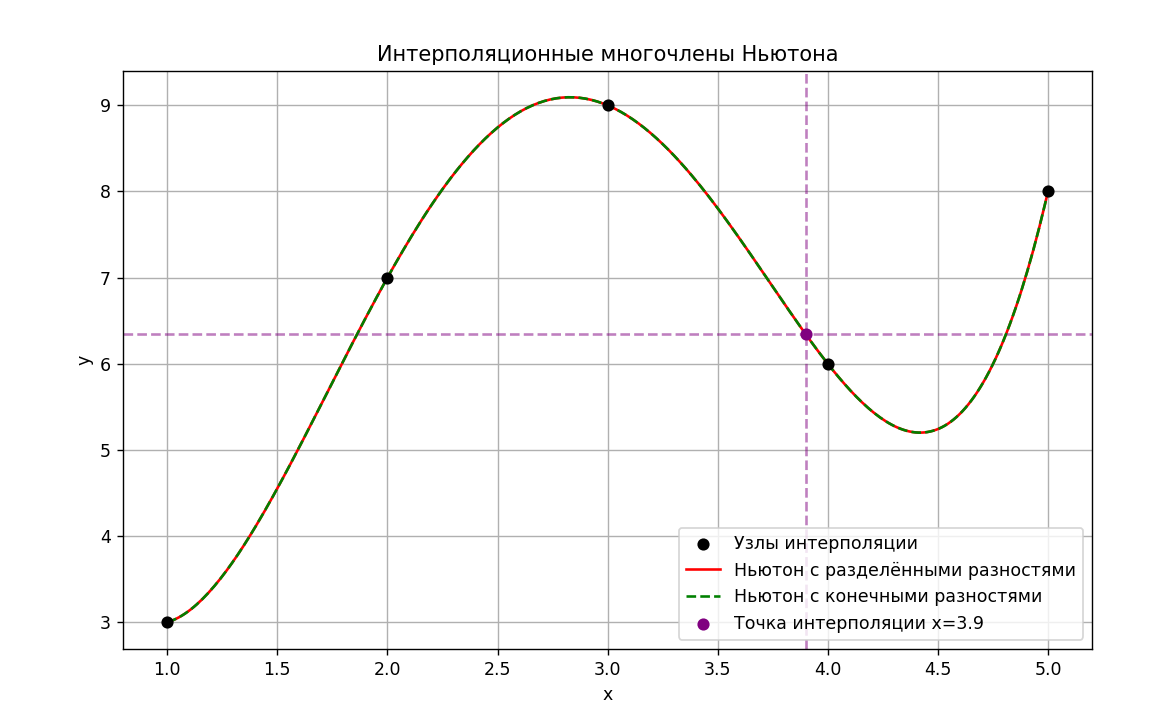 Интерполяционные многочлены Ньютона
y
9
8
7
6
5
4
3
Узлы интерполяции
Ньютон с разделёнными разностями
Ньютон с конечными разностями
Точка интерполяции x=3.9
1.0 1.5 2.0 2.5 3.0 3.5 4.0 4.5 5.0
x